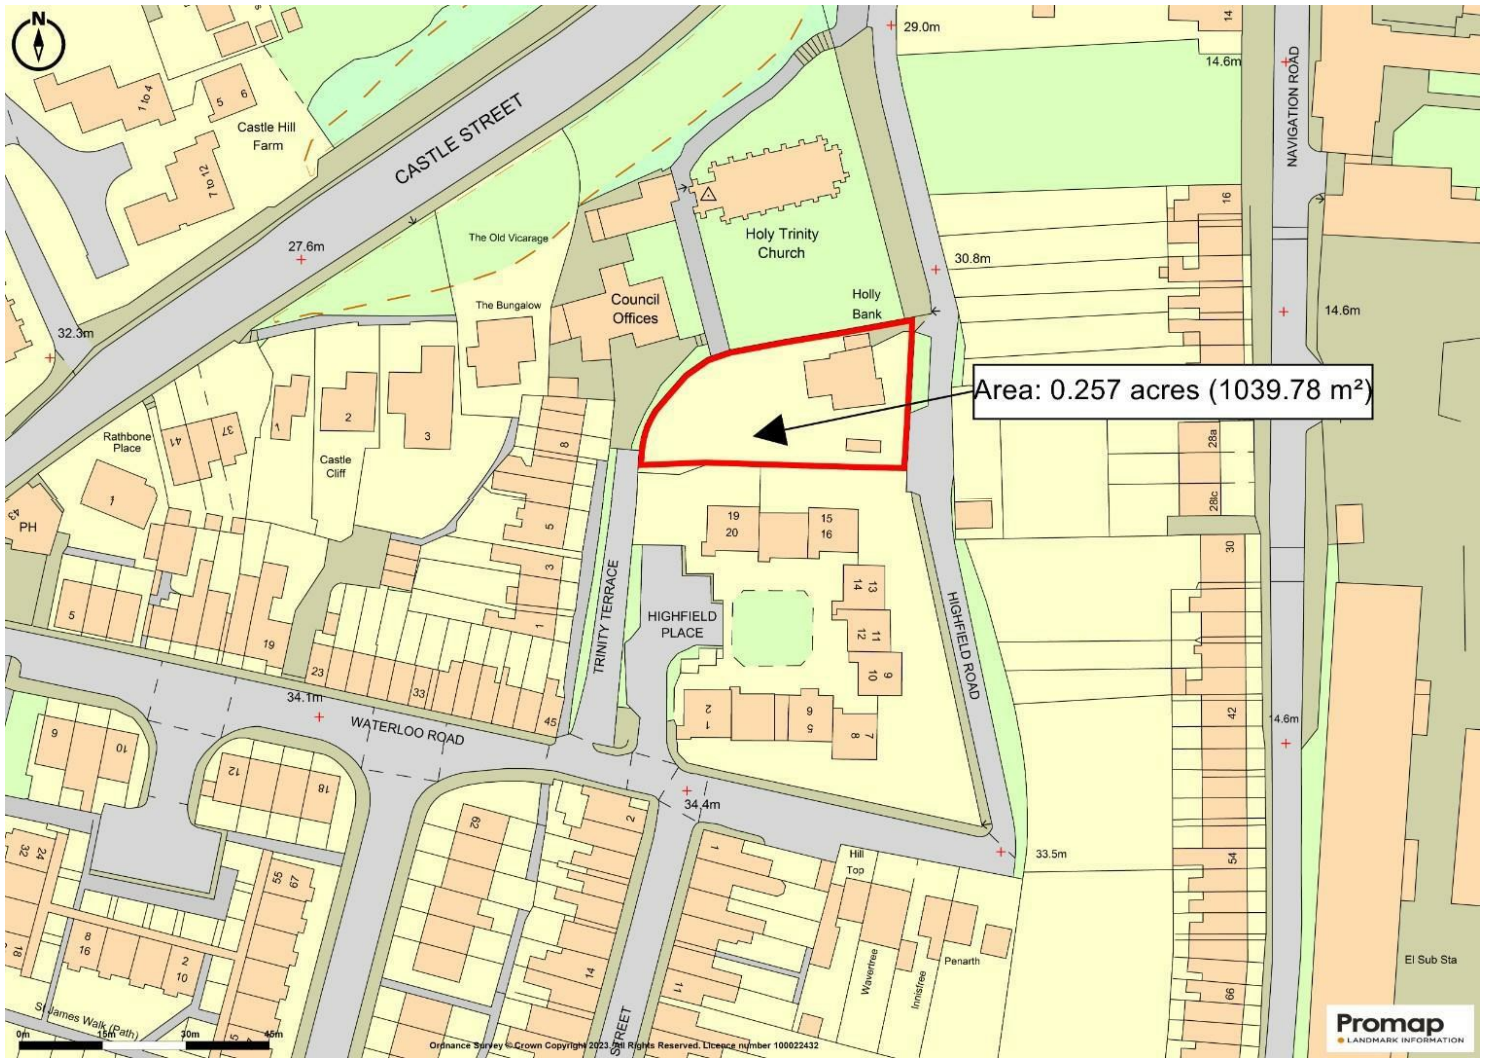 N
29.0m
14
14.6m
NAVIGATION ROAD
1 to 4
5
6
Castle Hill
Farm
7 to 12
CASTLE STREET
27.6m
32.3m
The Old Vicarage
The Bungalow
Council
Offices
Holy Trinity
Church
Holly
Bank
30.8m
16
14.6m
Area: 0.257 acres (1039.78 m²)
Rathbone
Place
41
37
1
2
3
Castle
Cliff
8
1
43
PH
5
3
1
28a
28c
19
20
15
16
14
13
12
11
10
9
TRINITY TERRACE
HIGHFIELD
PLACE
HIGHFIELD ROAD
30
5
19
23
33
45
34.1m
WATERLOO ROAD
2
1
6
5
8
7
42
14.6m
6
10
12
18
34.4m
33.5m
62
2
1
Hill
Top
54
32
24
55
67
8
16
2
10
18
14
11
Wavertree
Innisfree
Penarth
66
El Sub Sta
St James Walk (Path)
STREET
0m
15m
30m
45m
Ordnance Survey © Crown Copyright 2023. All Rights Reserved. Licence number 100022432
Promap
LANDMARK INFORMATION